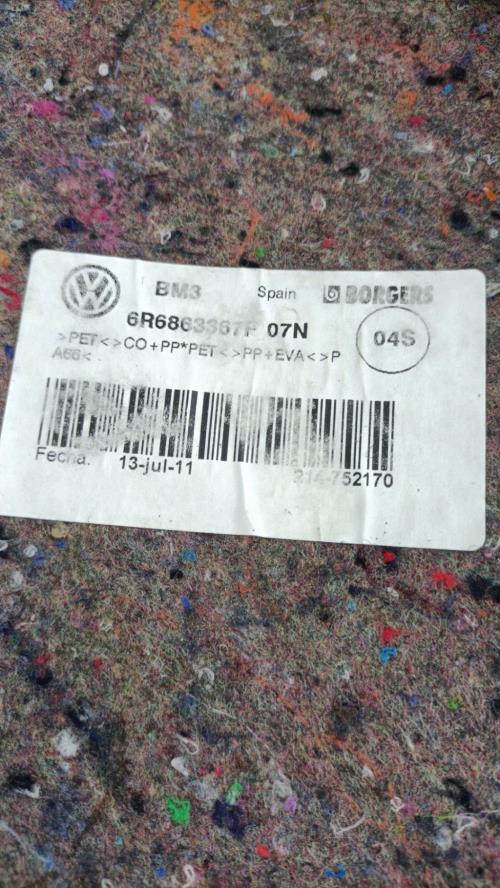 BM3 Spain BORGERS
6R6863367F 07N
04S
>PET<>CO+PP*PET<>PP+EVA<>P
A66<
Fecha. 13-jul-11 214-752170